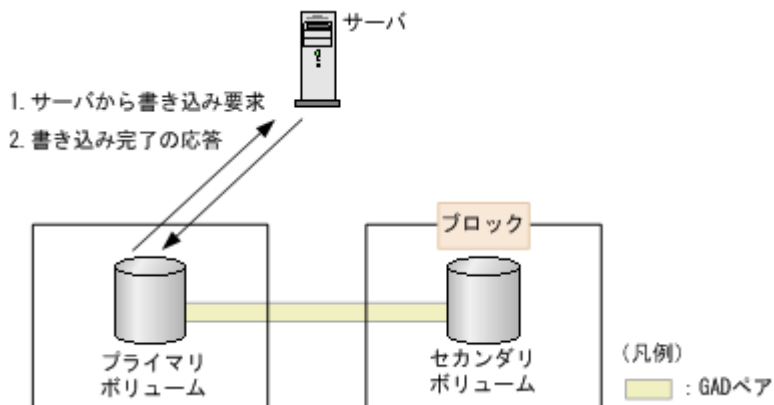 サーバ
1. サーバから書き込み要求
2. 書き込み完了の応答
ブロック
プライマリ
ボリューム
セカンダリ
ボリューム
(凡例)
: GADペア